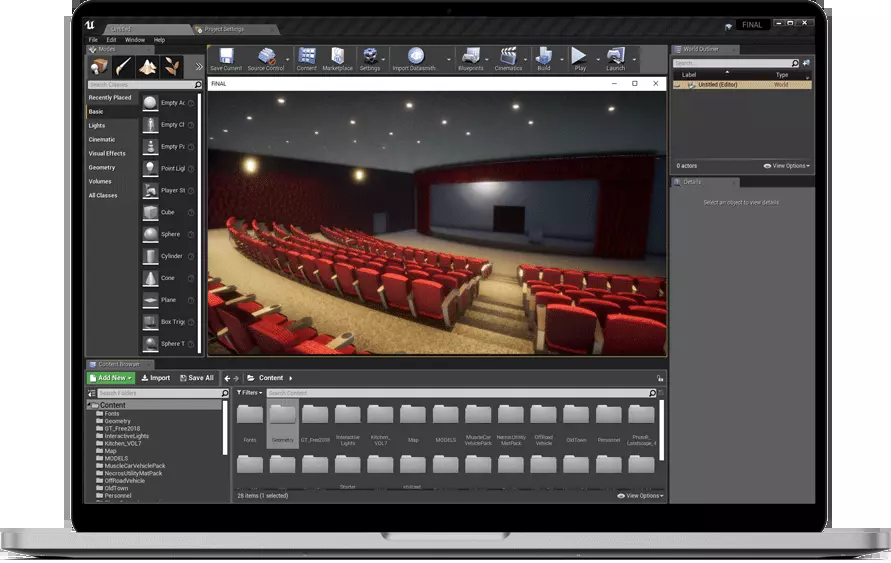 Untitled
Project Settings
FINAL
File Edit Window Help
Modes
Search Classes
Recently Placed
Basic
Lights
Cinematic
Visual Effects
Geometry
Volumes
All Classes
Empty Ac
Empty Ch
Empty Pa
Point Ligh
Player St
Cube
Sphere
Cylinder
Cone
Plane
Box Trigg
Sphere T
Save Current Source Control Content Marketplace Settings Import Datasmith... Blueprints Cinematics Build Play Launch
FINAL
World Outliner
Search...
Label Type
Untitled (Editor) World
0 actors View Options
Details
Select an object to view details
Content Browser
Add New Import Save All Content
Search Folders
Content
Fonts
Geometry
GT_Free2018
InteractiveLights
Kitchen_VOL7
Map
MODELS
MuscleCarVehiclePack
NecrosUtilityMatPack
OffRoadVehicle
OldTown
Personnel
Filters Search Content
Fonts Geometry GT_Free2018 Interactive Lights Kitchen_ VOL7 Map MODELS MuscleCar VehiclePack NecrosUtility MatPack OffRoad Vehicle OldTown Personnel PhotoR_ Landscape_
Starter
28 items (1 selected) View Options